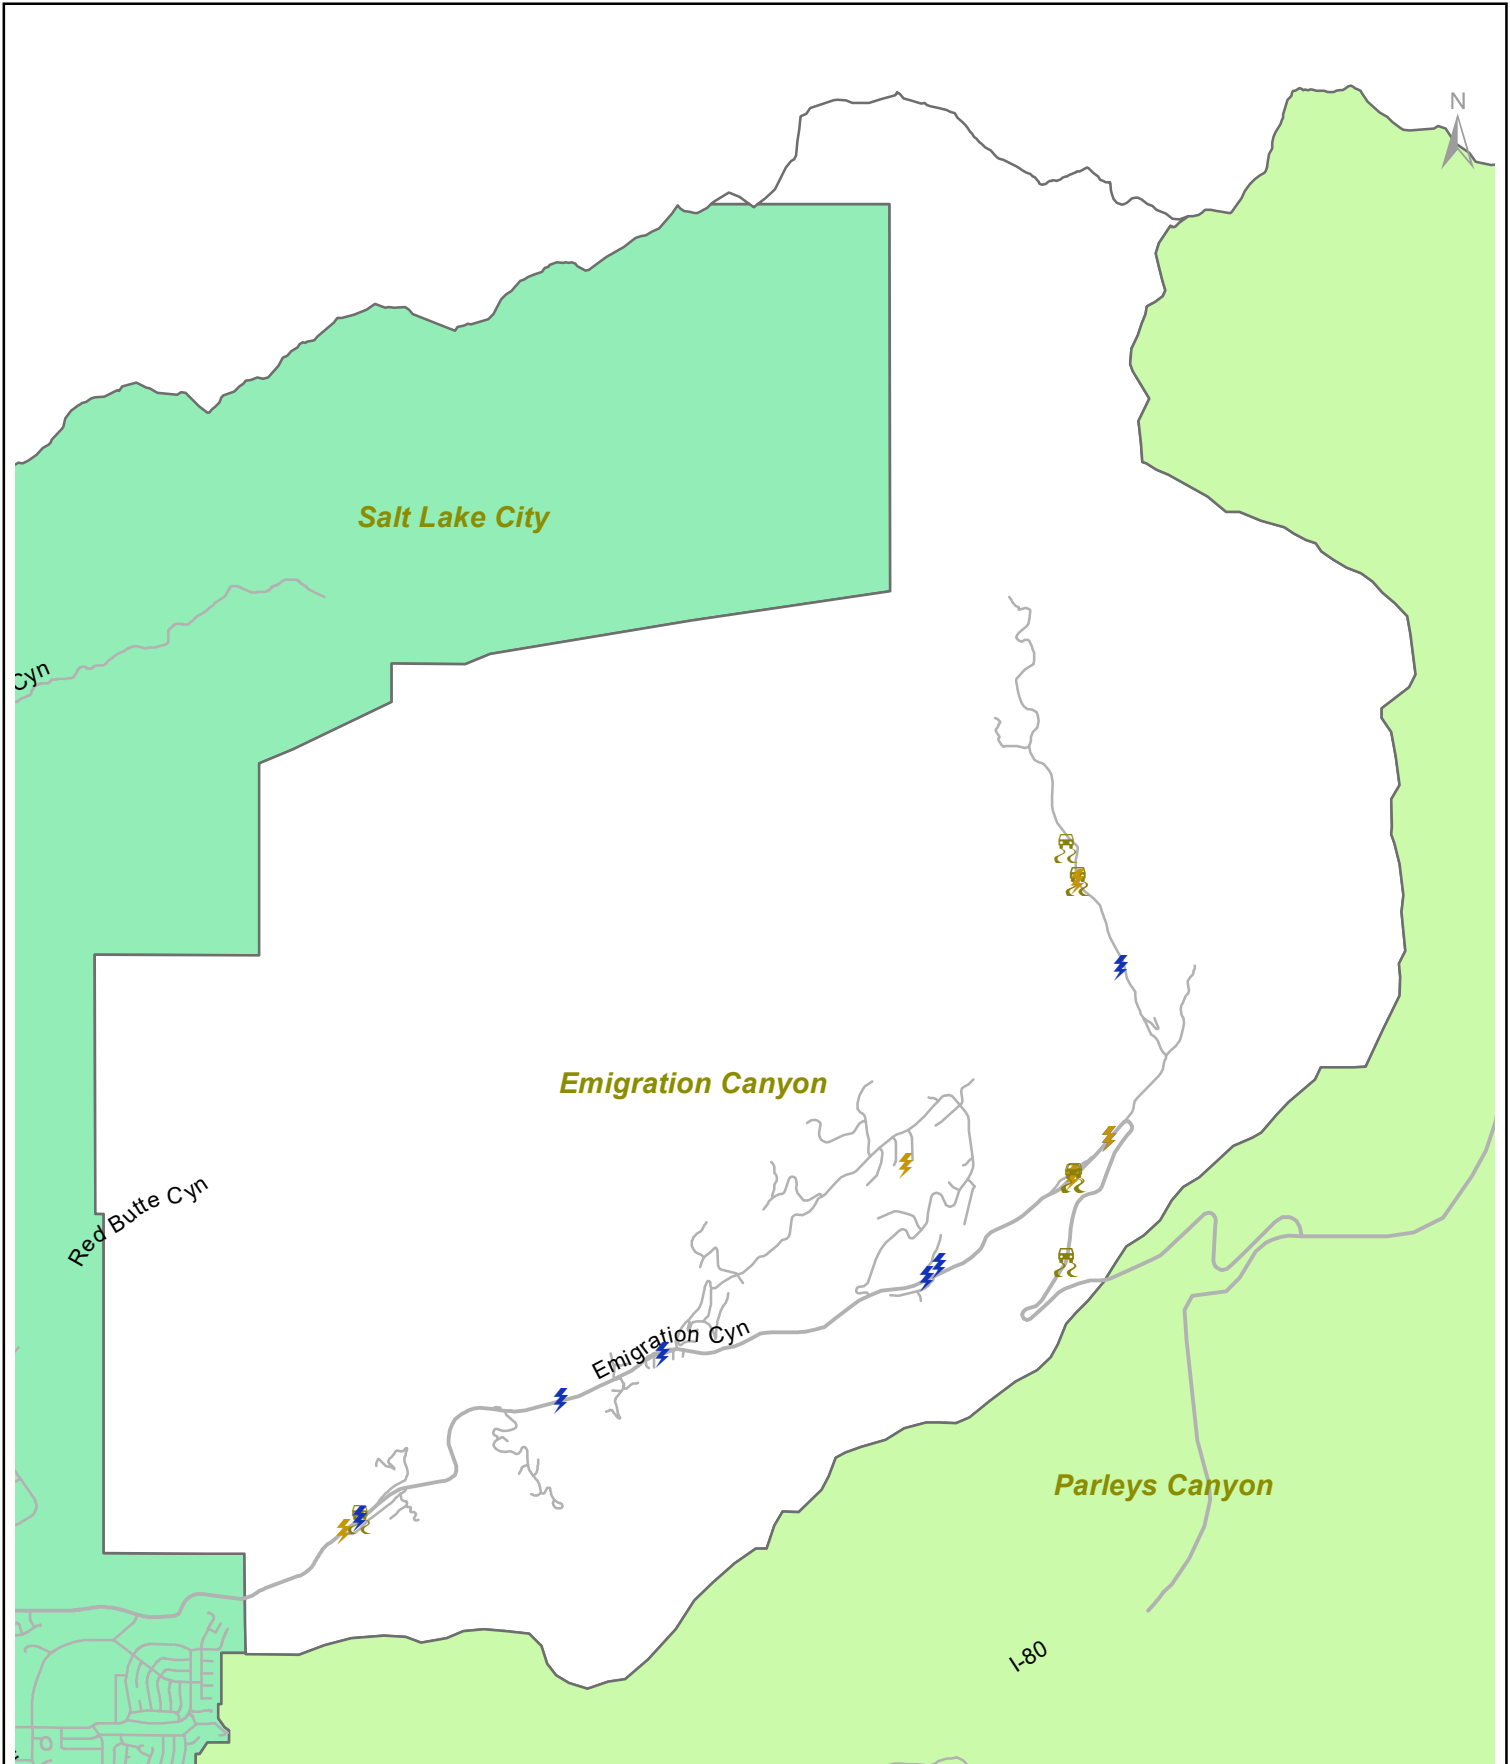 N
Salt Lake City
Cyn
Emigration Canyon
Red Butte Cyn
Emigration Cyn
Parleys Canyon
I-80